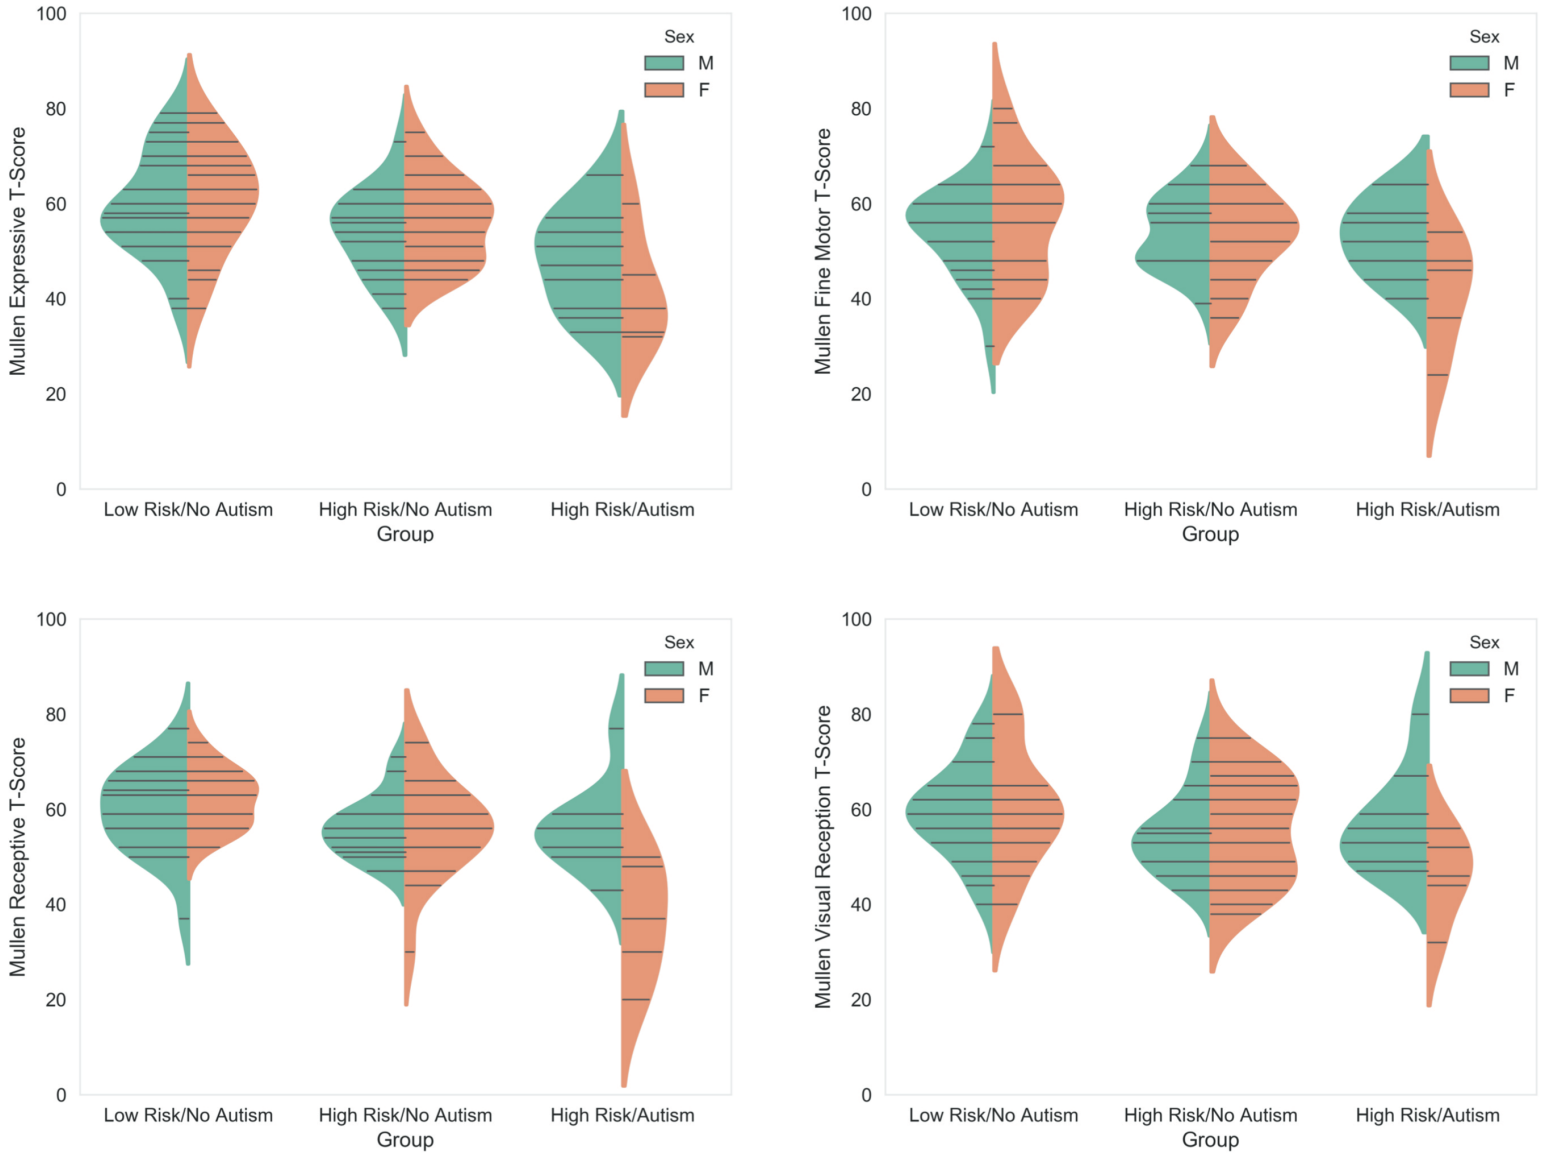 100
80
60
40
20
0
Mullen Expressive T-Score
Sex
M
F
Low Risk/No Autism High Risk/No Autism High Risk/Autism
Group
100
80
60
40
20
0
Mullen Fine Motor T-Score
Sex
M
F
Low Risk/No Autism High Risk/No Autism High Risk/Autism
Group
100
80
60
40
20
0
Mullen Receptive T-Score
Sex
M
F
Low Risk/No Autism High Risk/No Autism High Risk/Autism
Group
100
80
60
40
20
0
Mullen Visual Reception T-Score
Sex
M
F
Low Risk/No Autism High Risk/No Autism High Risk/Autism
Group